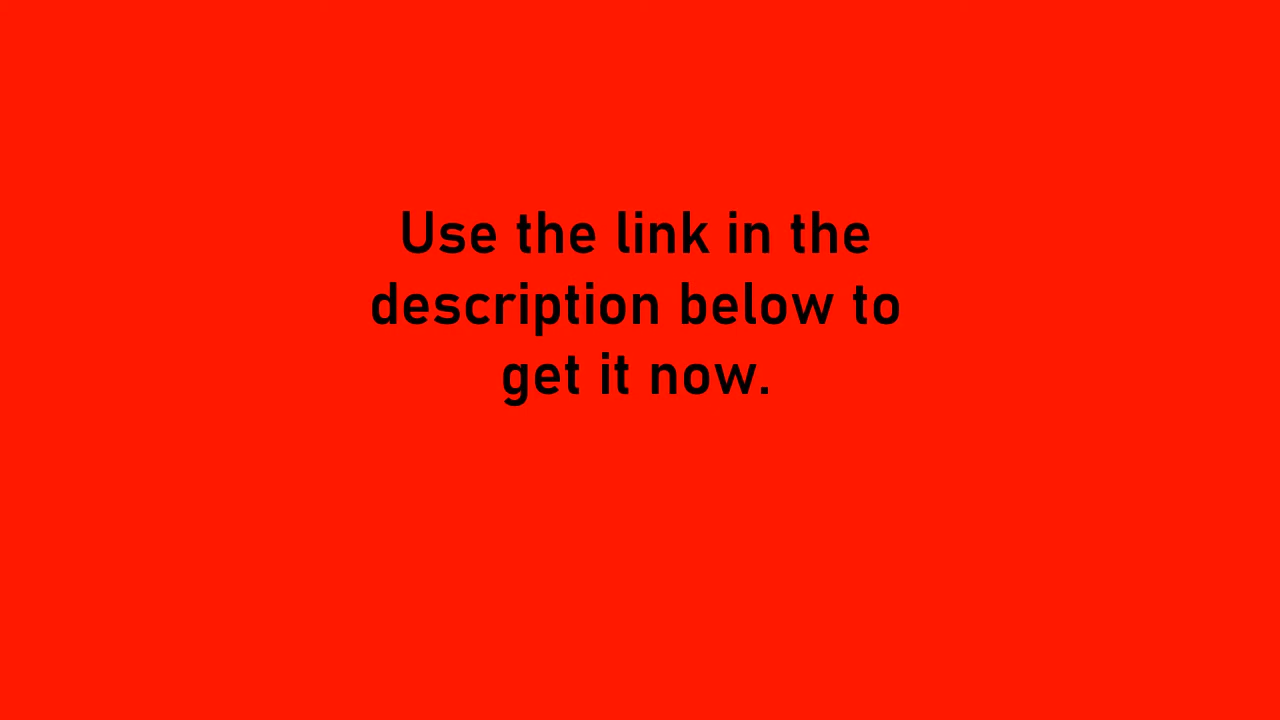 Use the link in the
description below to
get it now.